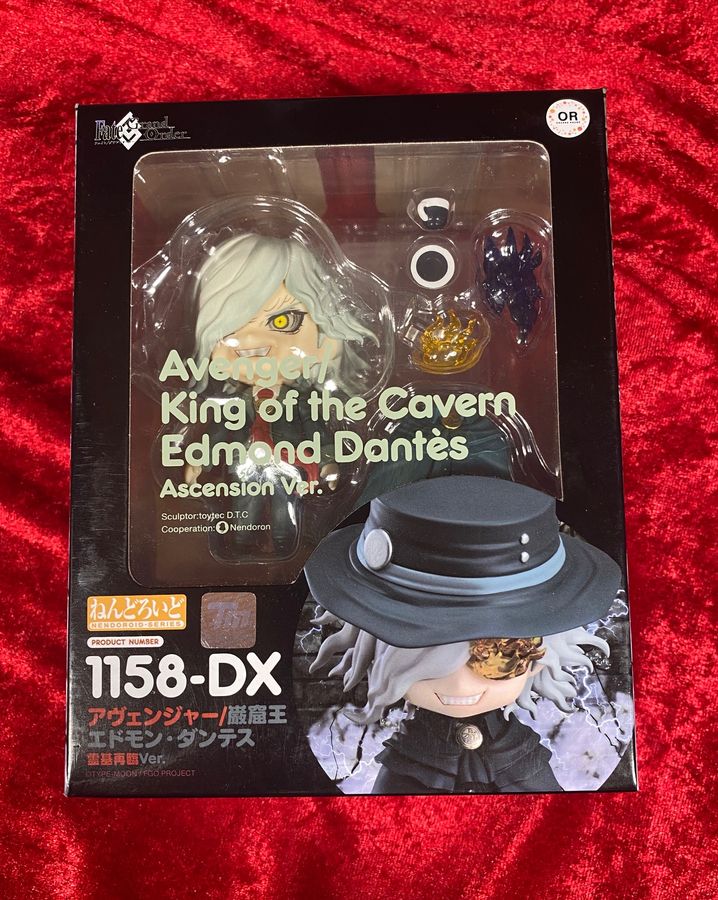 Fate Grand Order
OR
ORANGE ROUGE
Avenger/
King of the Cavern
Edmond Dantès
Ascension Ver.
Sculptor:toytec D.T.C
Cooperation: Nendoron
ねんどろいど
NENDOROID-SERIES
PRODUCT NUMBER
1158-DX
アヴェンジャー/巌窟王
エドモン・ダンテス
霊基再臨Ver.
©TYPE-MOON / FGO PROJECT